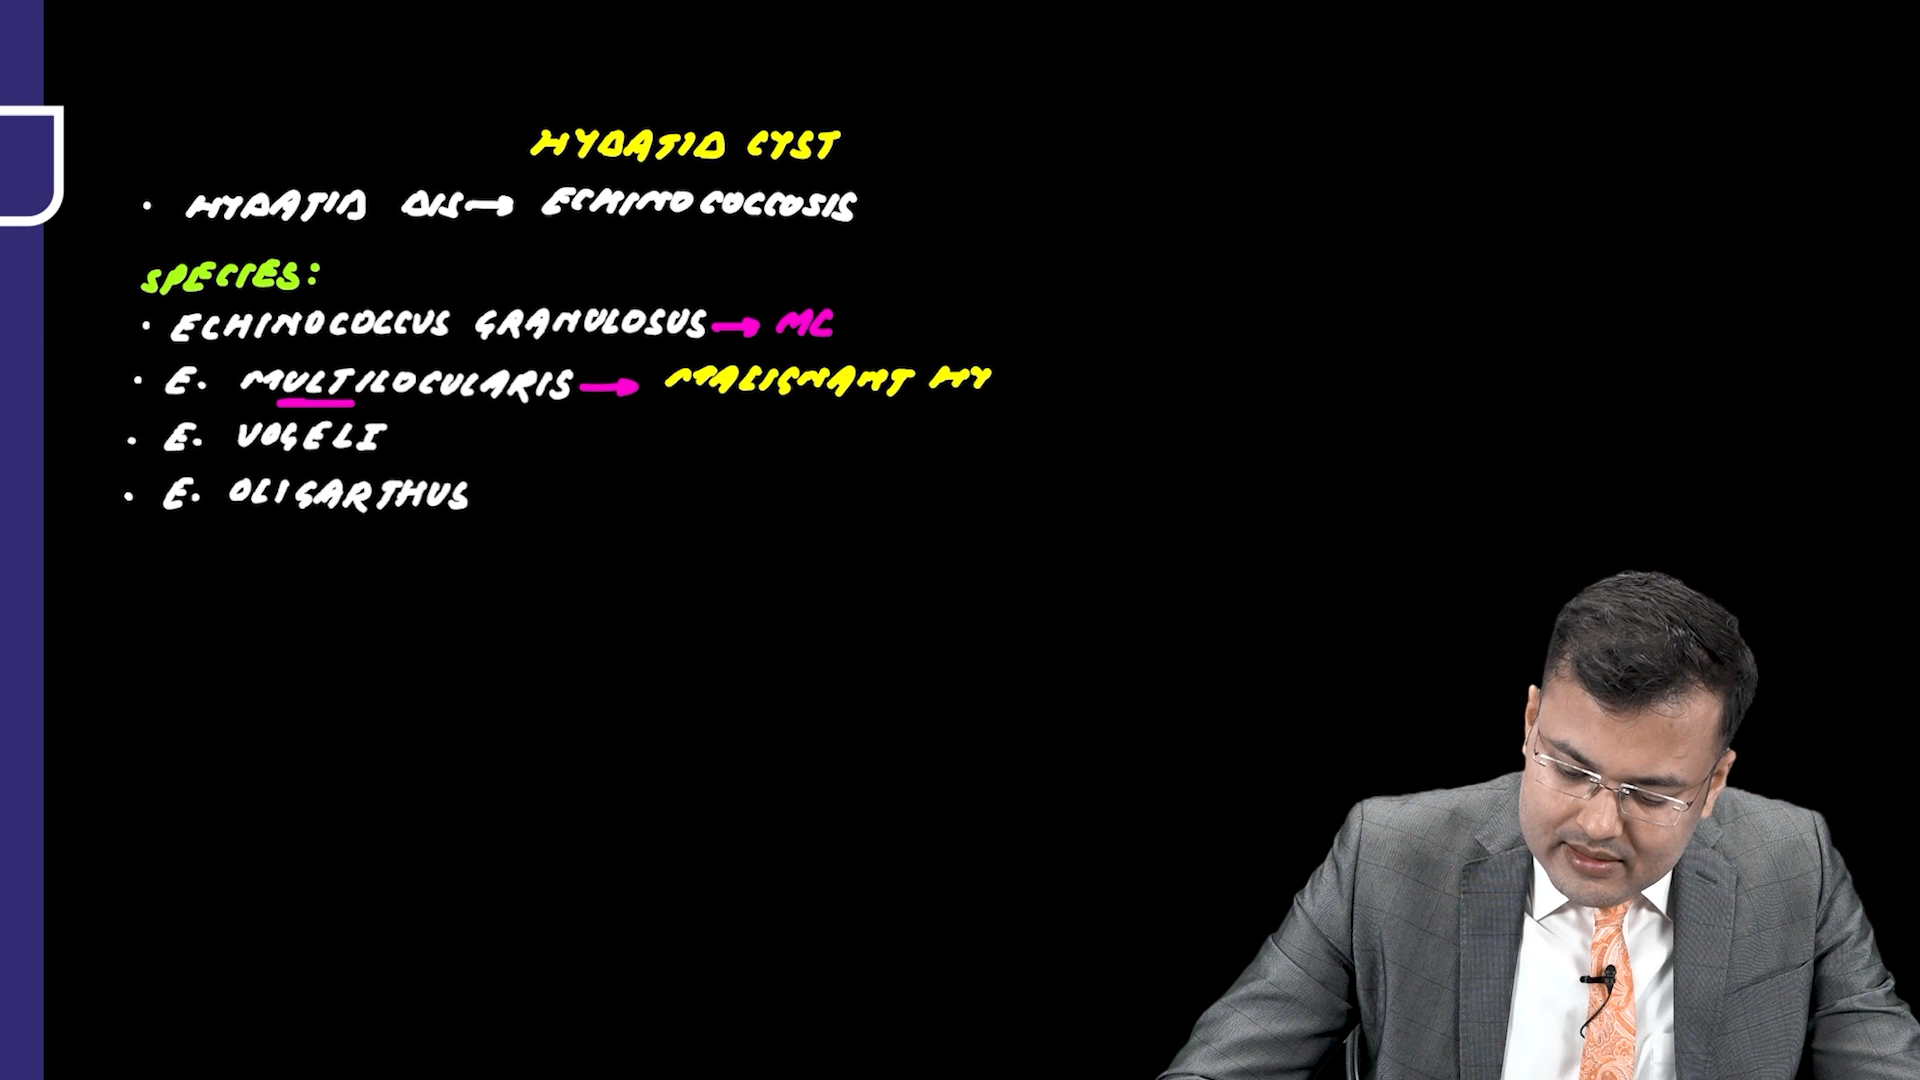 HYDATID CYST
• HYDATID DIS → ECHINOCOCCOSIS
SPECIES:
• ECHINOCOCCUS GRANULOSUS → MC
• E. MULTILOCULARIS → MALIGNANT HY
• E. VOGELI
• E. OLIGARTHUS